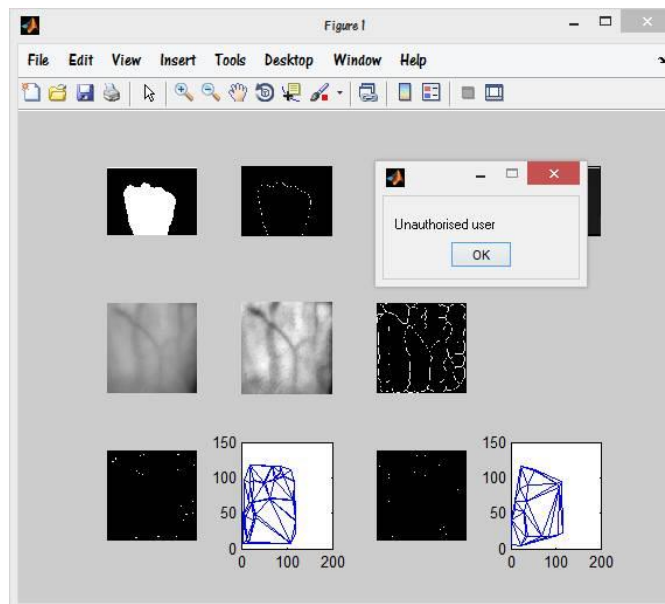 Figure 1
File Edit View Insert Tools Desktop Window Help
Unauthorised user
OK
150
100
50
0
0 100 200
150
100
50
0
0 100 200